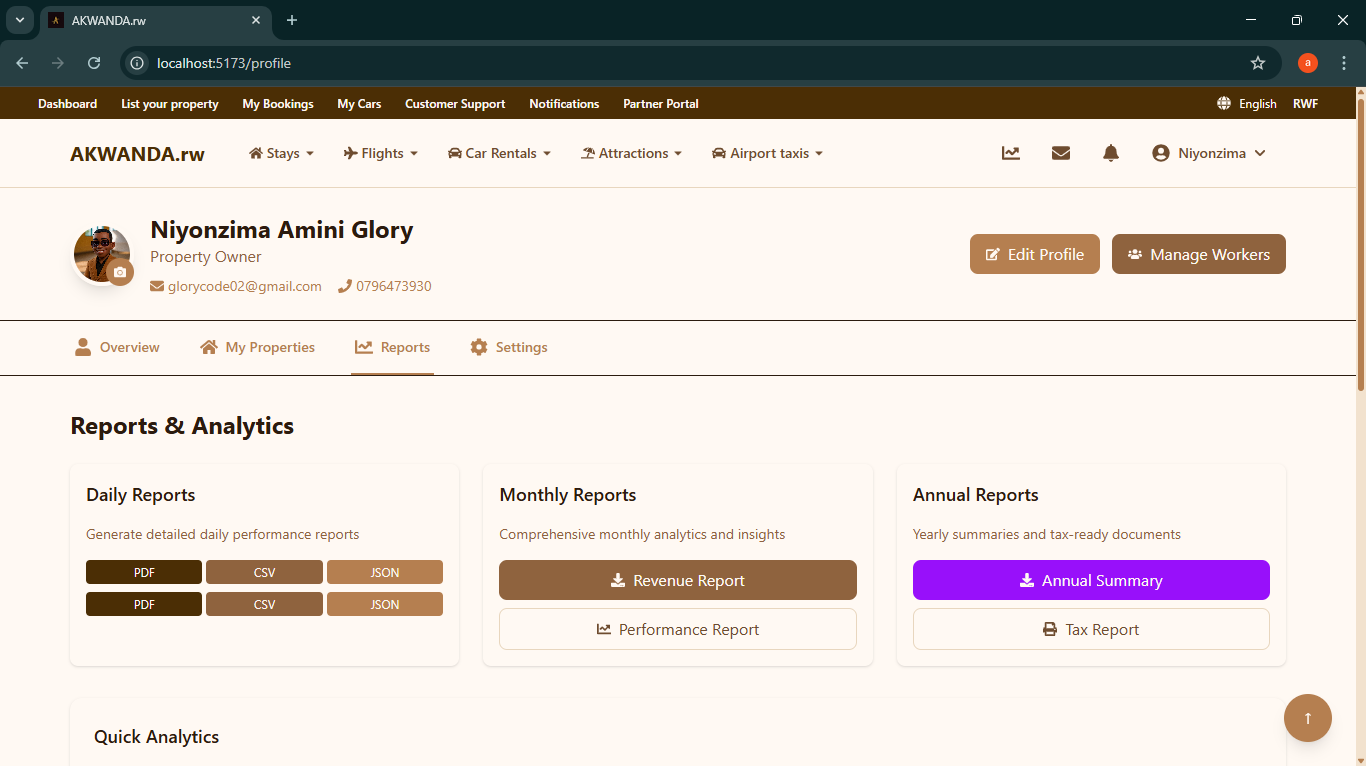 AKWANDA.rw
localhost:5173/profile
a
Dashboard List your property My Bookings My Cars Customer Support Notifications Partner Portal English RWF
AKWANDA.rw Stays Flights Car Rentals Attractions Airport taxis Niyonzima
Niyonzima Amini Glory
Property Owner
glorycode02@gmail.com 0796473930
Edit Profile Manage Workers
Overview My Properties Reports Settings
Reports & Analytics
Daily Reports
Generate detailed daily performance reports
PDF CSV JSON
PDF CSV JSON
Monthly Reports
Comprehensive monthly analytics and insights
Revenue Report
Performance Report
Annual Reports
Yearly summaries and tax-ready documents
Annual Summary
Tax Report
Quick Analytics
↑